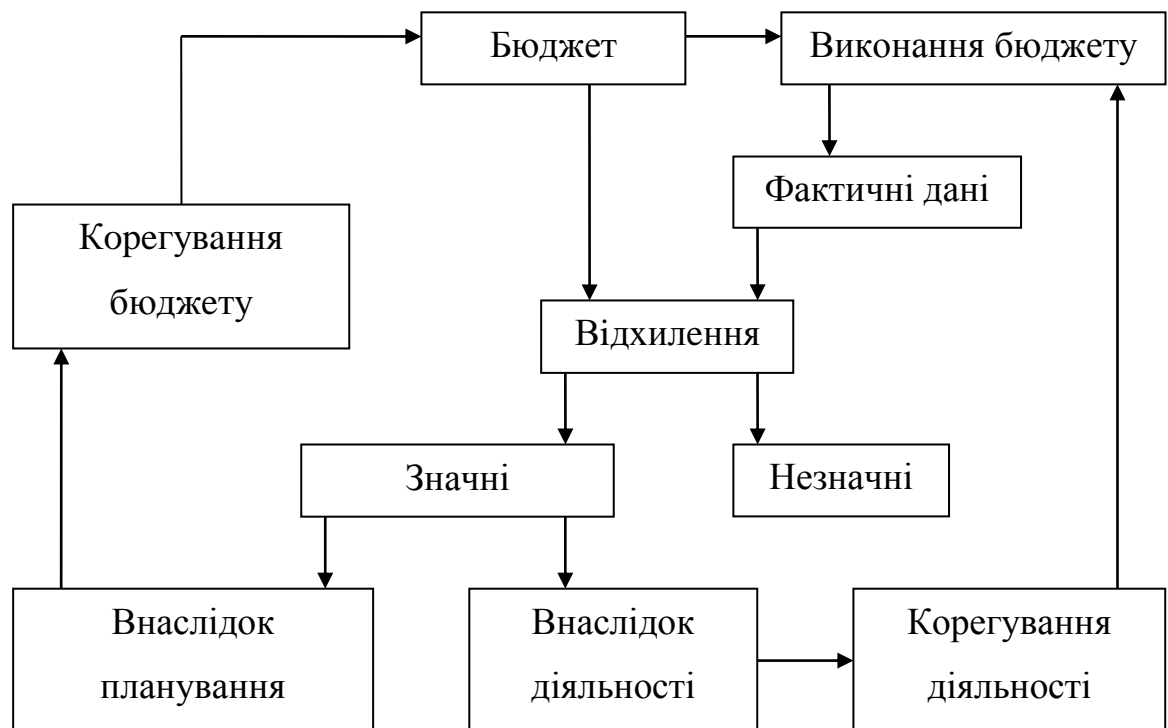 Бюджет
Виконання бюджету
Фактичні дані
Корегування
бюджету
Відхилення
Значні
Незначні
Внаслідок
планування
Внаслідок
діяльності
Корегування
діяльності